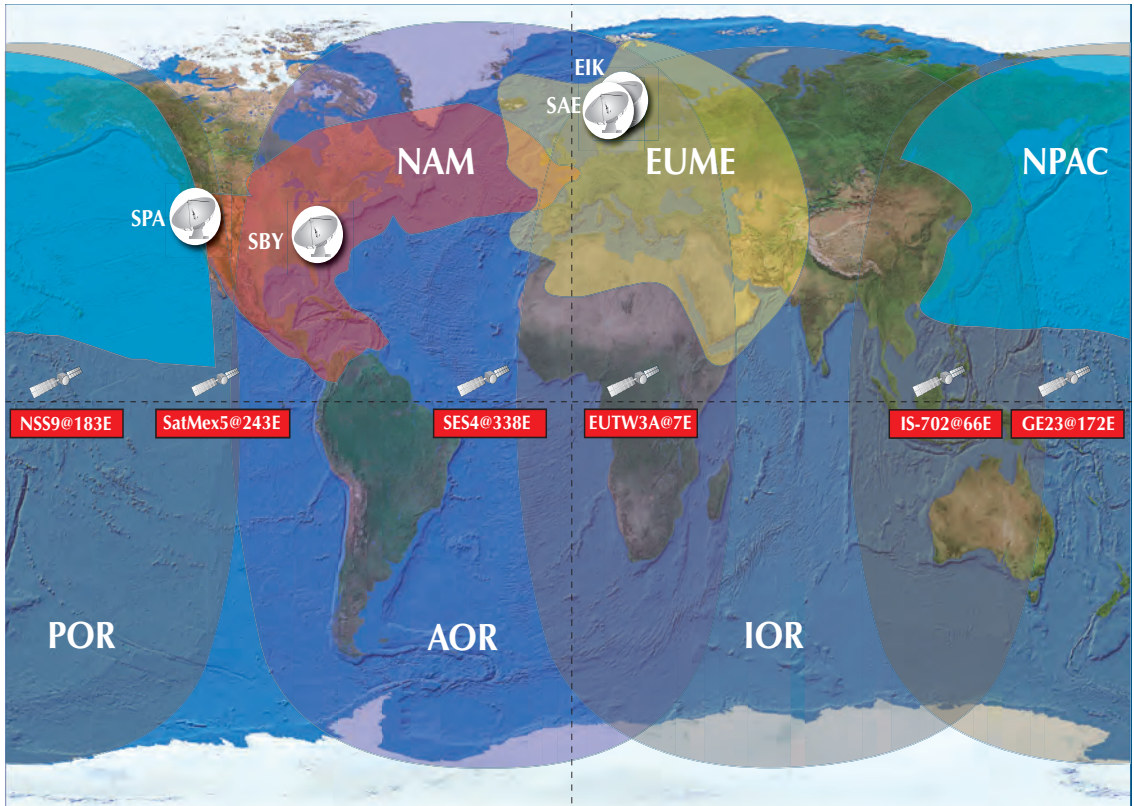 EIK
SAE
NAM
EUME
NPAC
SPA
SBY
NSS9@183E
SatMex5@243E
SES4@338E
EUTW3A@7E
IS-702@66E
GE23@172E
POR
AOR
IOR